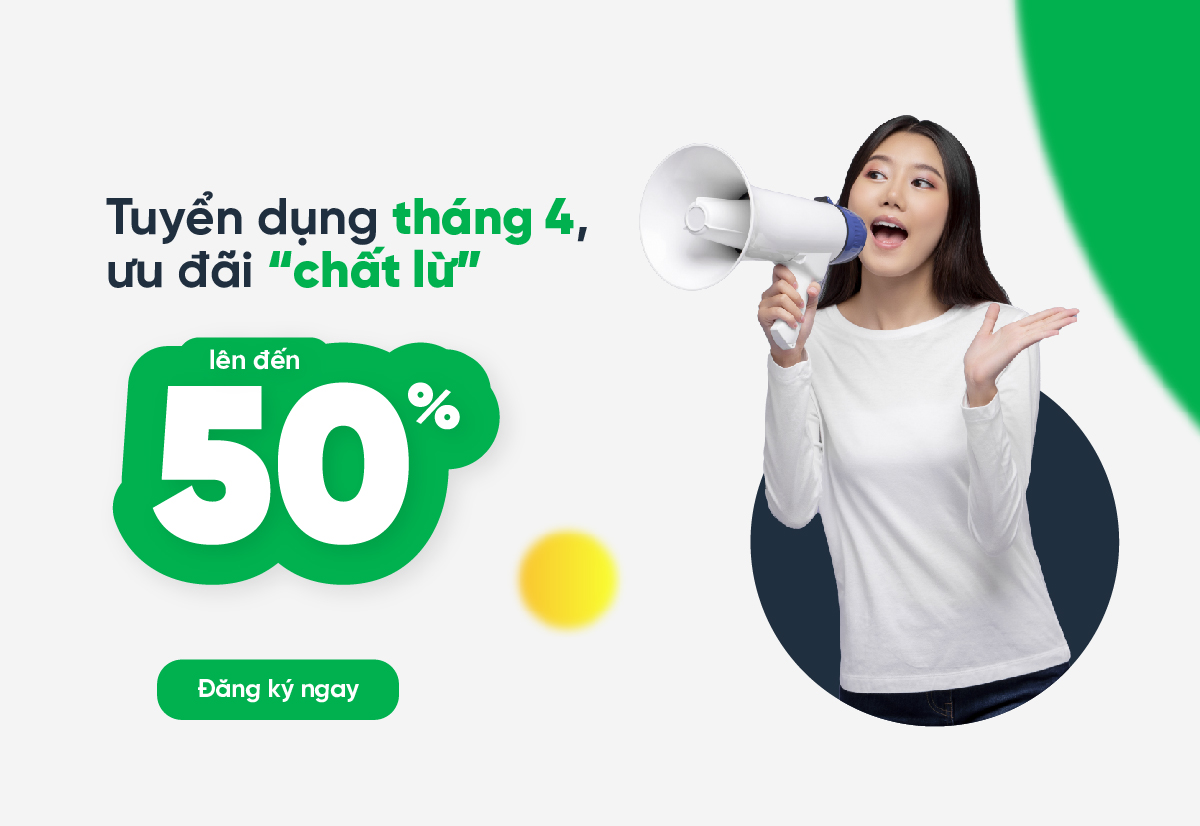 Tuyển dụng tháng 4,
ưu đãi “chất lừ”
lên đến
50%
Đăng ký ngay